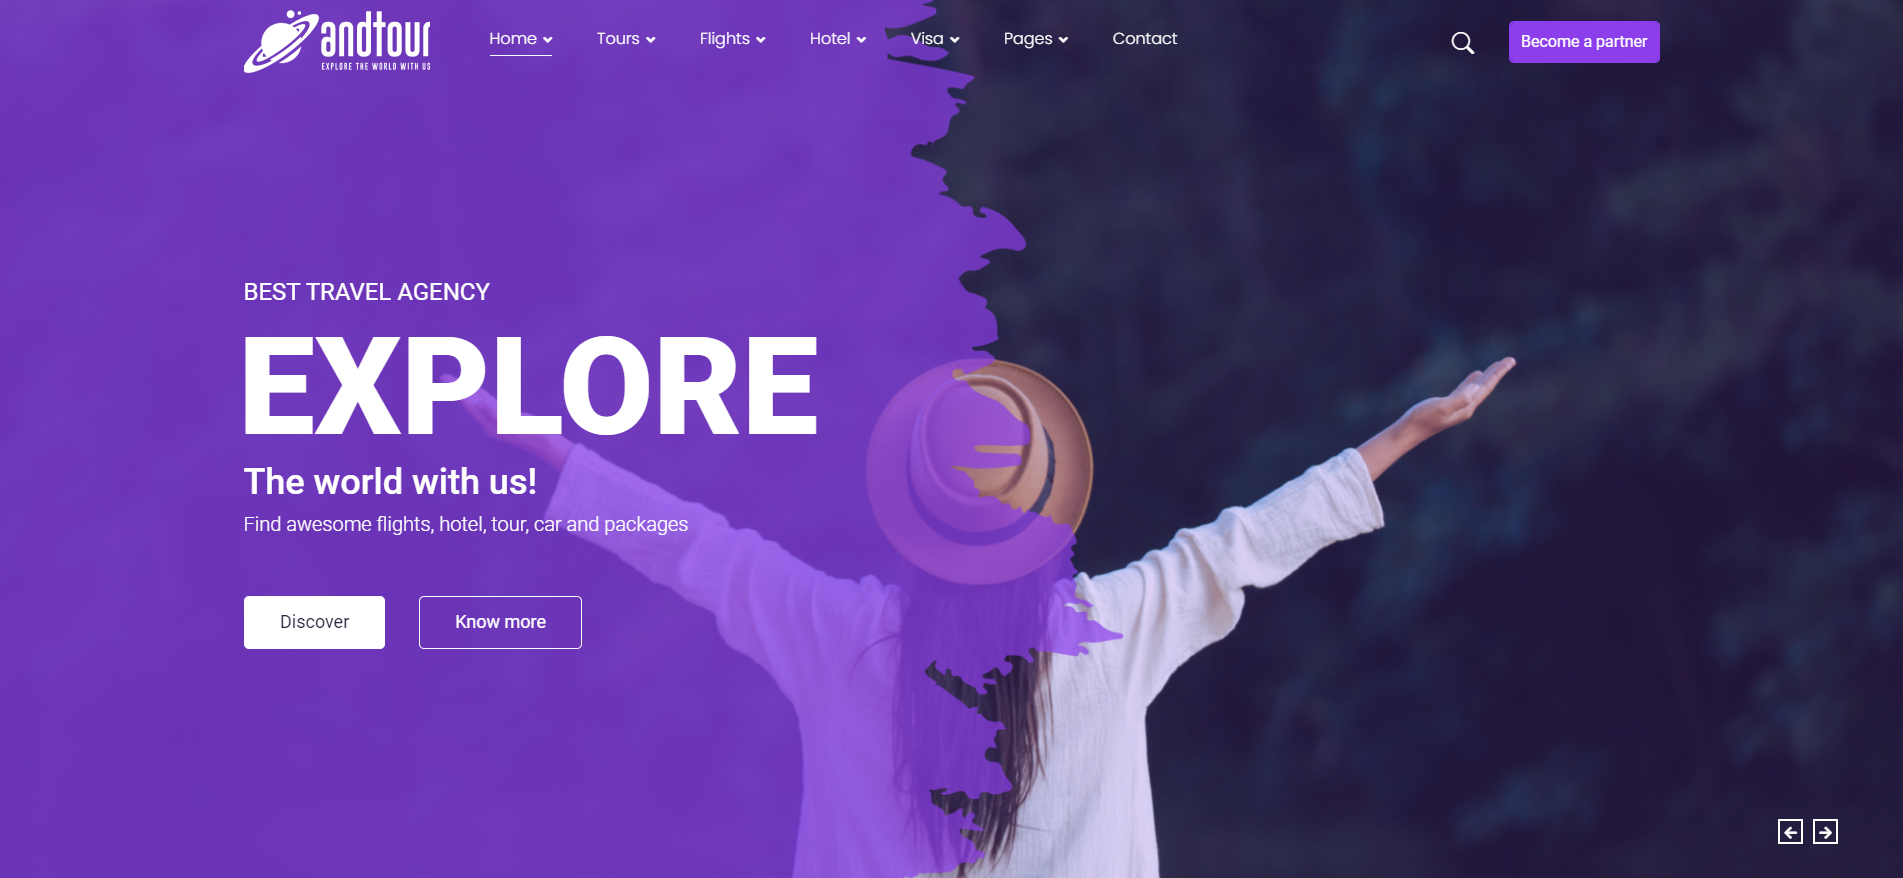 andtour
EXPLORE THE WORLD WITH US
Home
Tours
Flights
Hotel
Visa
Pages
Contact
Become a partner
BEST TRAVEL AGENCY
EXPLORE
The world with us!
Find awesome flights, hotel, tour, car and packages
Discover
Know more